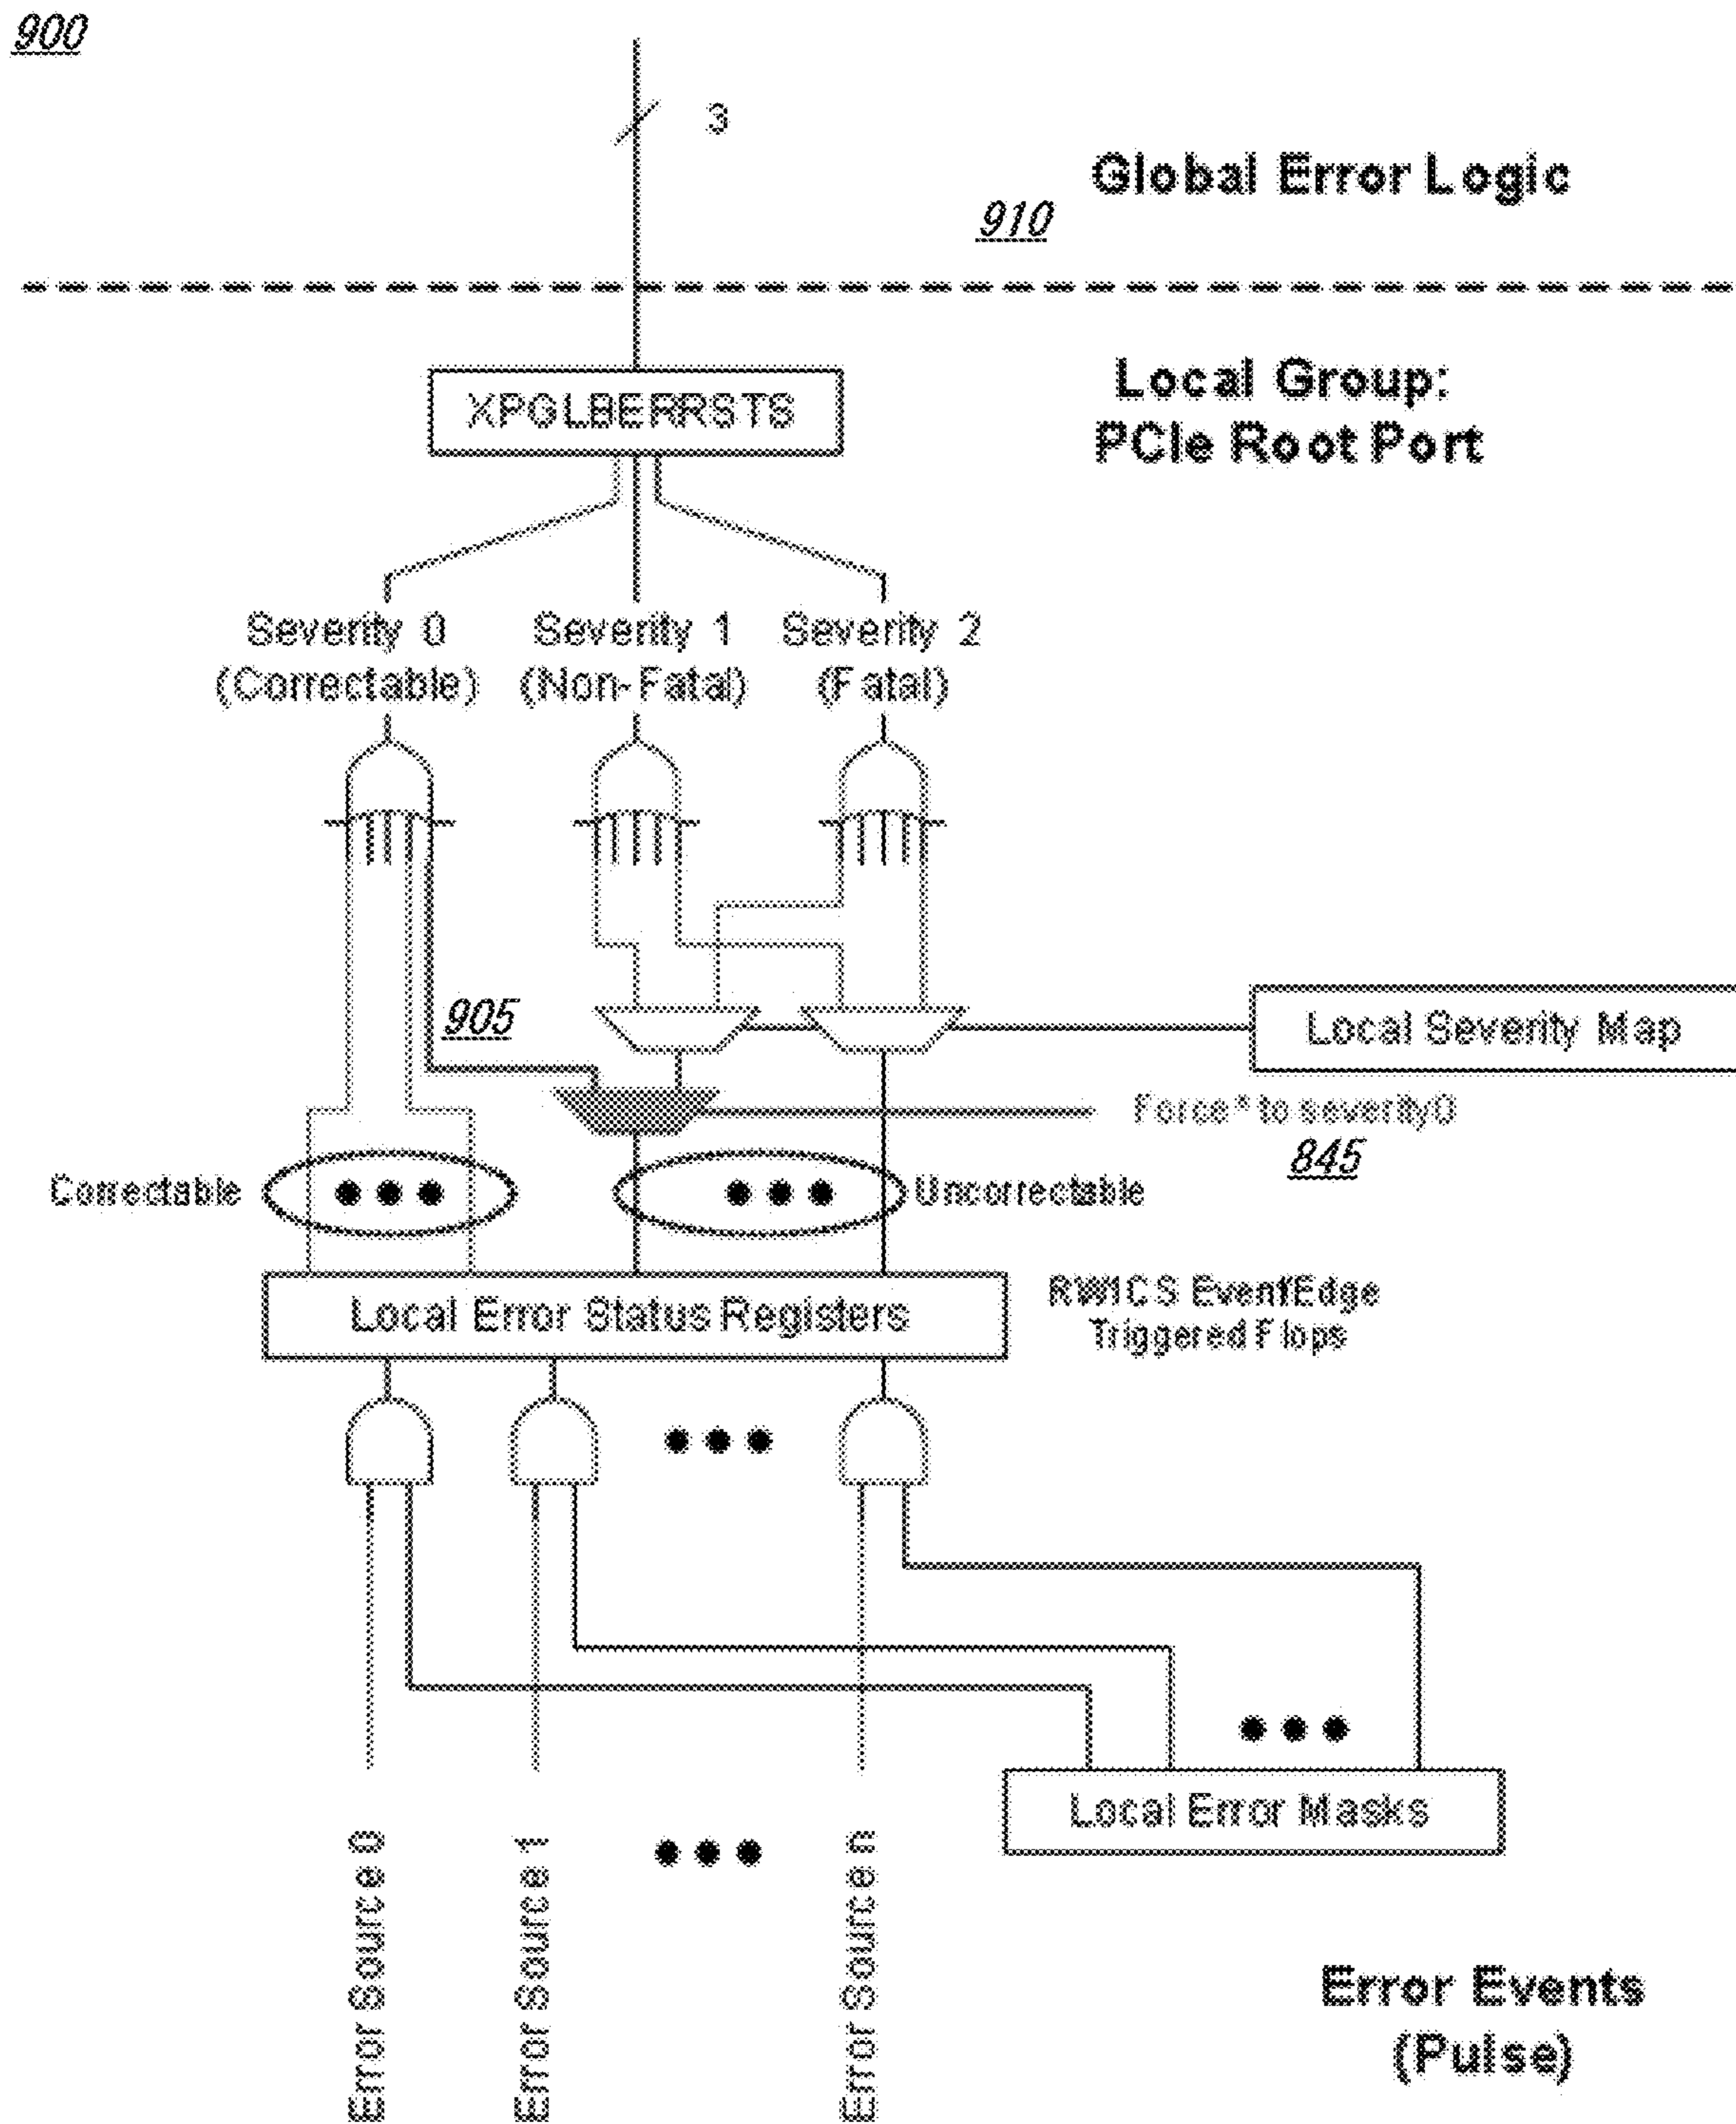 900
3
Global Error Logic
910
Local Group:
PCIe Root Port
XPGLBERRSTS
Severity 0
(Correctable)
Severity 1
(Non-Fatal)
Severity 2
(Fatal)
905
Local Severity Map
Force* to severity0
845
Correctable
Uncorrectable
Local Error Status Registers
RW1CS Event/Edge
Triggered Flops
Local Error Masks
Error Source 0
Error Source 1
Error Source n
Error Events
(Pulse)